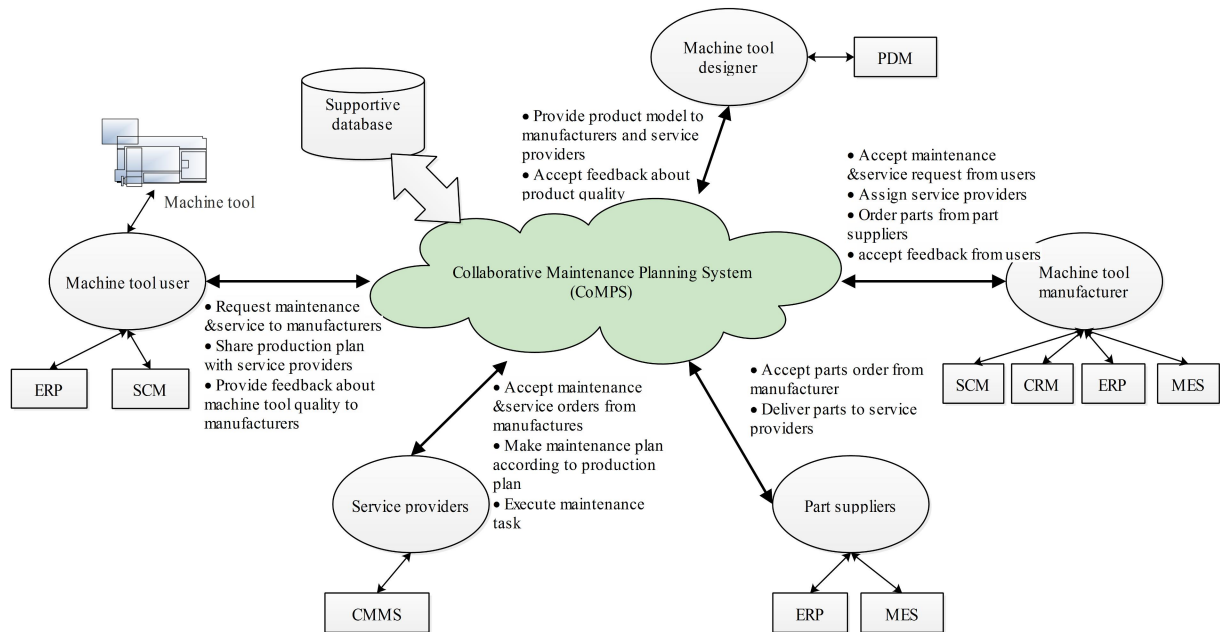 Machine tool
designer
PDM
Supportive
database
• Provide product model to
manufacturers and service
providers
• Accept feedback about
product quality
• Accept maintenance
&service request from users
• Assign service providers
• Order parts from part
suppliers
• accept feedback from users
Machine tool
Machine tool user
Collaborative Maintenance Planning System
(CoMPS)
Machine tool
manufacturer
• Request maintenance
&service to manufacturers
• Share production plan
with service providers
• Provide feedback about
machine tool quality to
manufacturers
ERP
SCM
• Accept maintenance
&service orders from
manufactures
• Make maintenance plan
according to production
plan
• Execute maintenance
task
• Accept parts order from
manufacturer
• Deliver parts to service
providers
SCM
CRM
ERP
MES
Service providers
Part suppliers
CMMS
ERP
MES